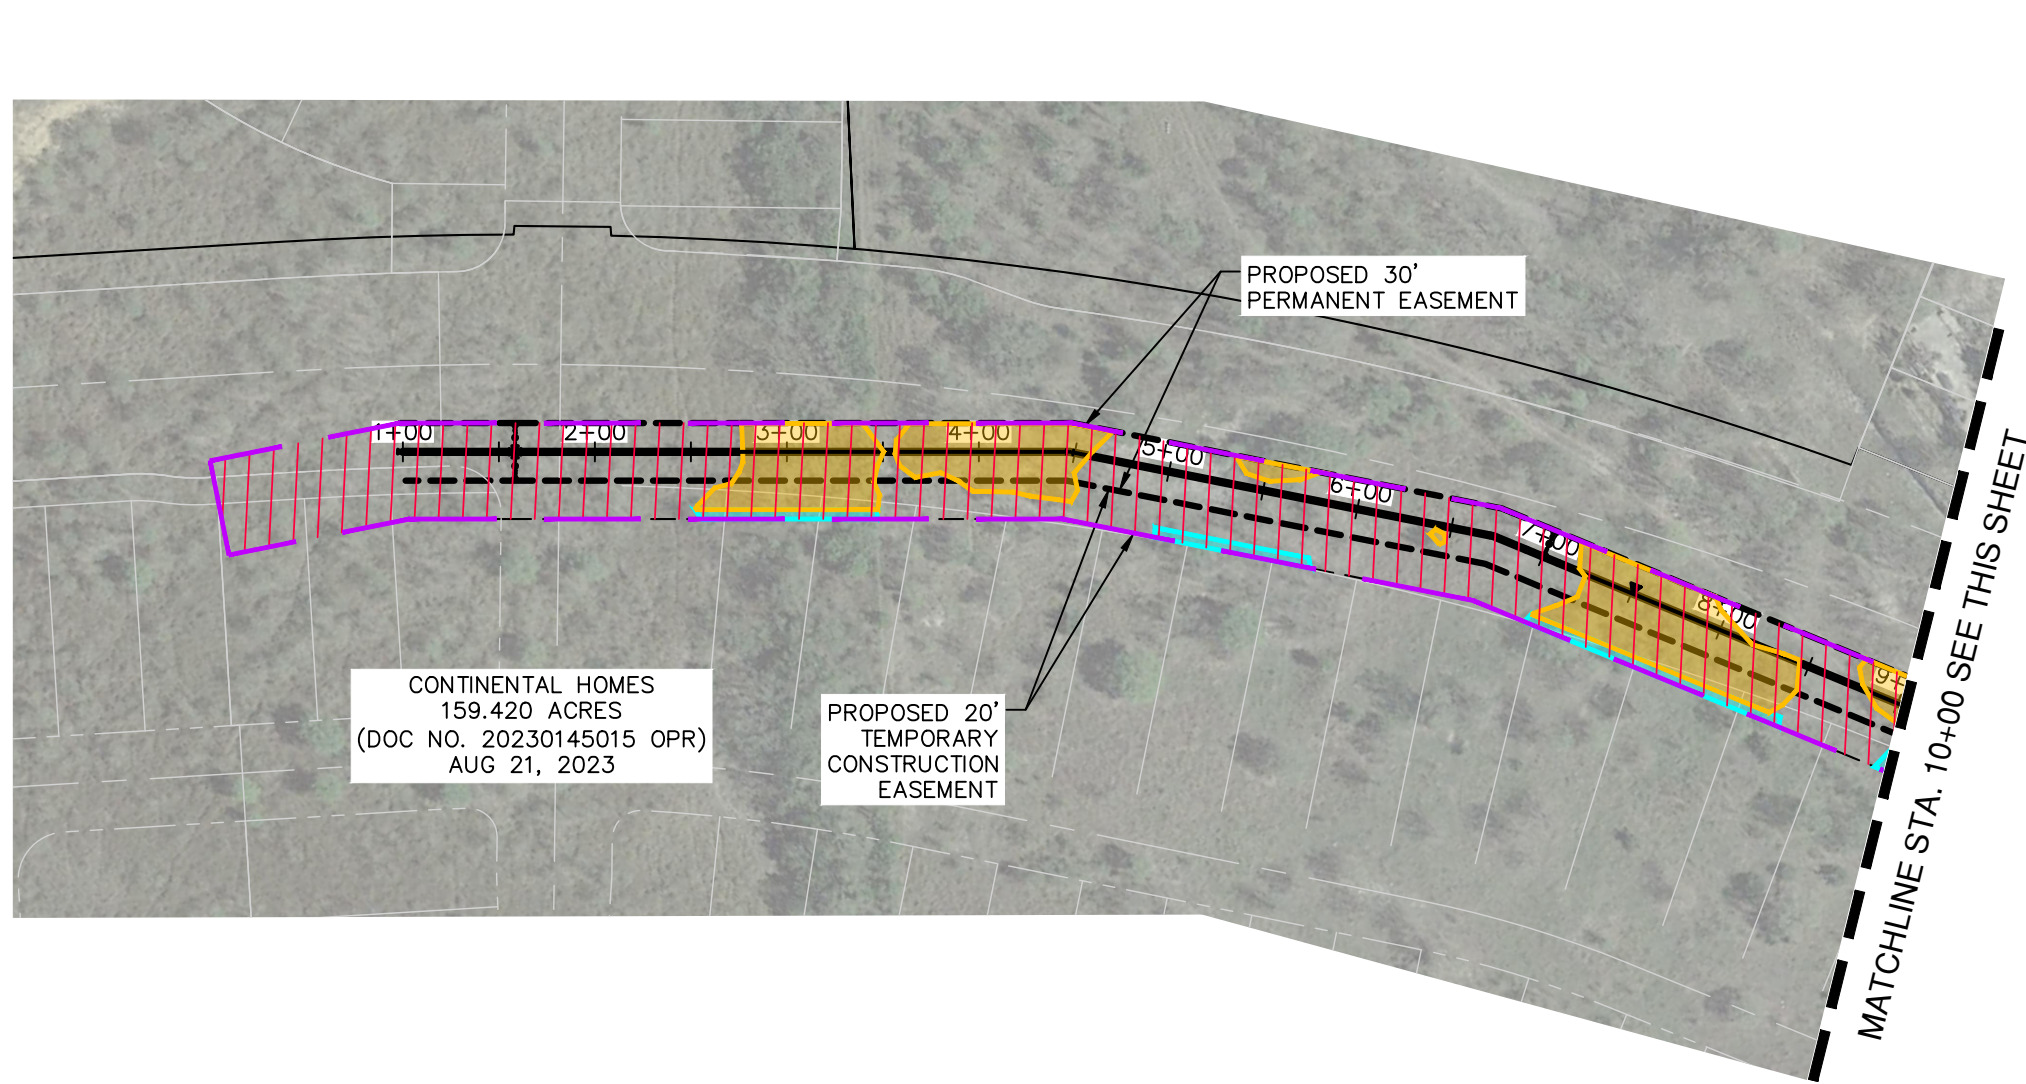 PROPOSED 30'
PERMANENT EASEMENT
1+00
2+00
3+00
4+00
5+00
6+00
7+00
8+00
9+
CONTINENTAL HOMES
159.420 ACRES
(DOC NO. 20230145015 OPR)
AUG 21, 2023
PROPOSED 20'
TEMPORARY
CONSTRUCTION
EASEMENT
MATCHLINE STA. 10+00 SEE THIS SHEET